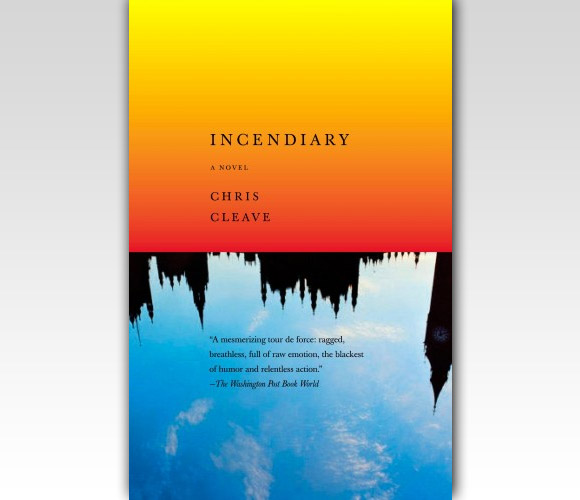 INCENDIARY
A NOVEL
CHRIS
CLEAVE
“A mesmerizing tour de force: ragged,
breathless, full of raw emotion, the blackest
of humor and relentless action.”
—The Washington Post Book World